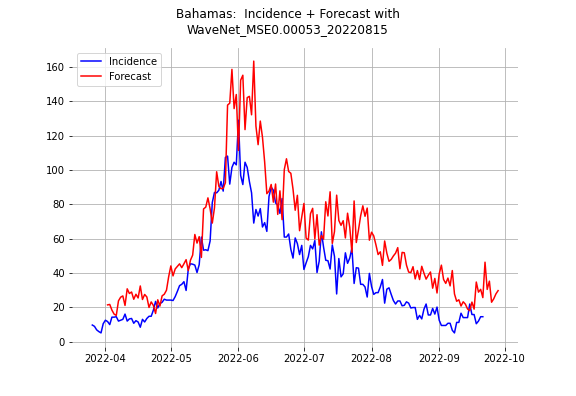 Bahamas:  Incidence + Forecast with
WaveNet_MSE0.00053_20220815
Incidence
Forecast
160
140
120
100
80
60
40
20
0
2022-04 2022-05 2022-06 2022-07 2022-08 2022-09 2022-10